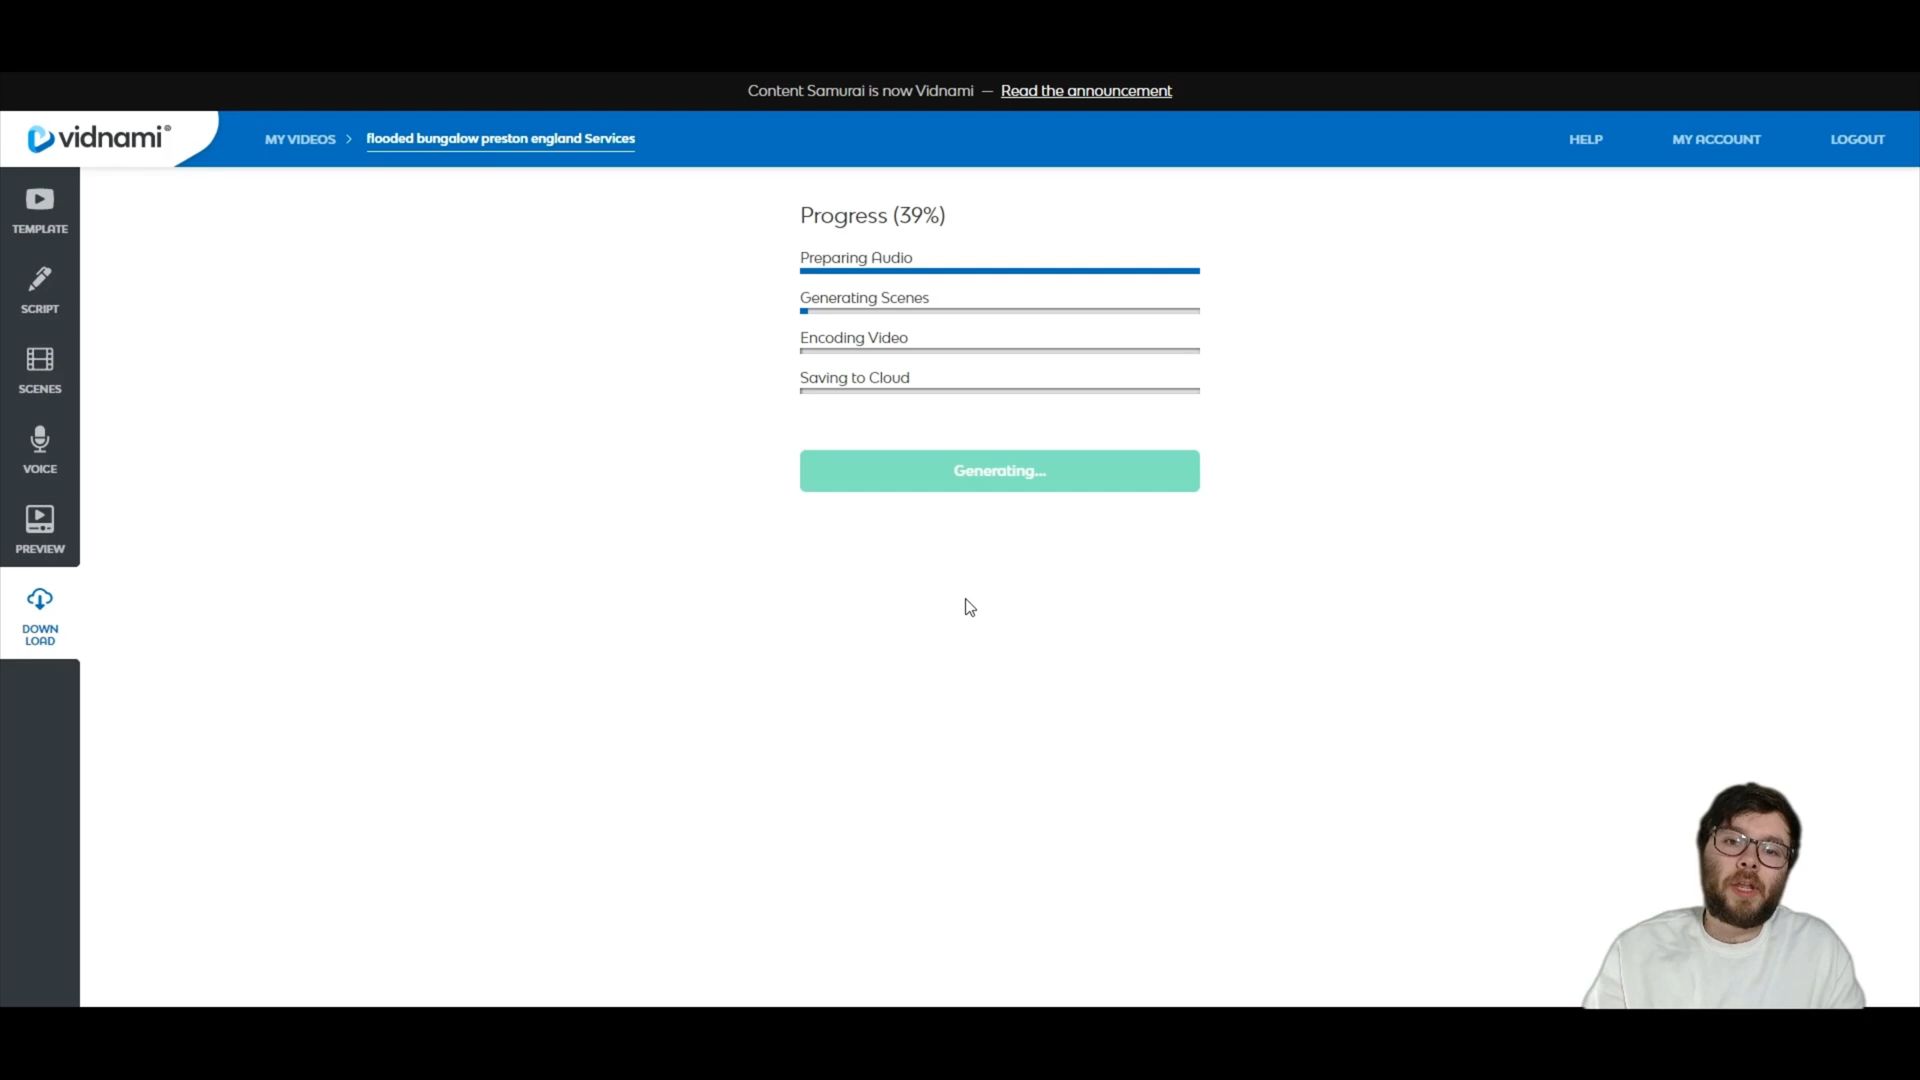 Content Samurai is now Vidnami — Read the announcement
vidnami®
MY VIDEOS > flooded bungalow preston england Services
HELP
MY ACCOUNT
LOGOUT
TEMPLATE
SCRIPT
SCENES
VOICE
PREVIEW
DOWN
LOAD
Progress (39%)
Preparing Audio
Generating Scenes
Encoding Video
Saving to Cloud
Generating...